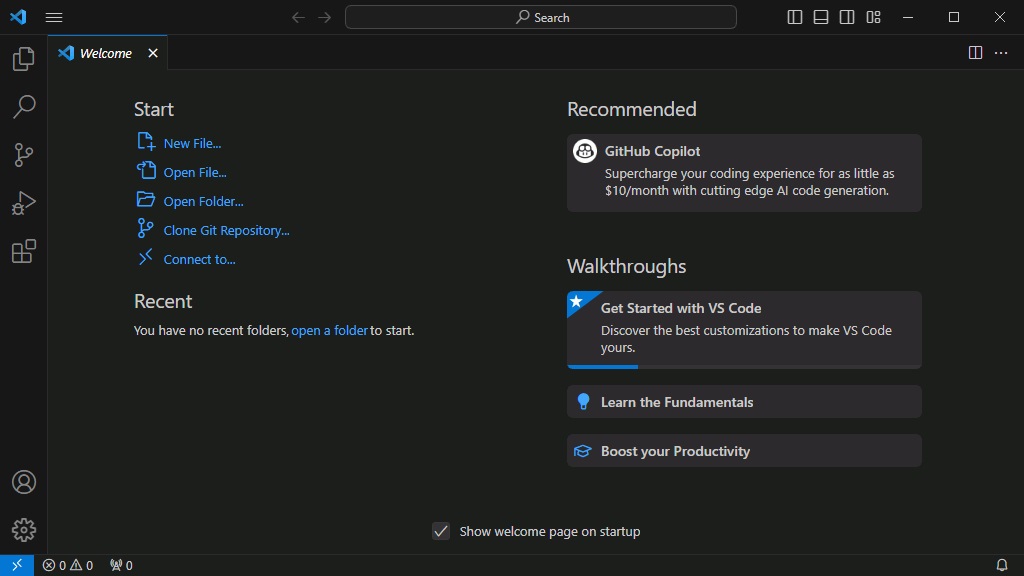 Search
Welcome
Start
New File...
Open File...
Open Folder...
Clone Git Repository...
Connect to...
Recent
You have no recent folders, open a folder to start.
Recommended
GitHub Copilot
Supercharge your coding experience for as little as
$10/month with cutting edge AI code generation.
Walkthroughs
Get Started with VS Code
Discover the best customizations to make VS Code
yours.
Learn the Fundamentals
Boost your Productivity
Show welcome page on startup
0 0 0